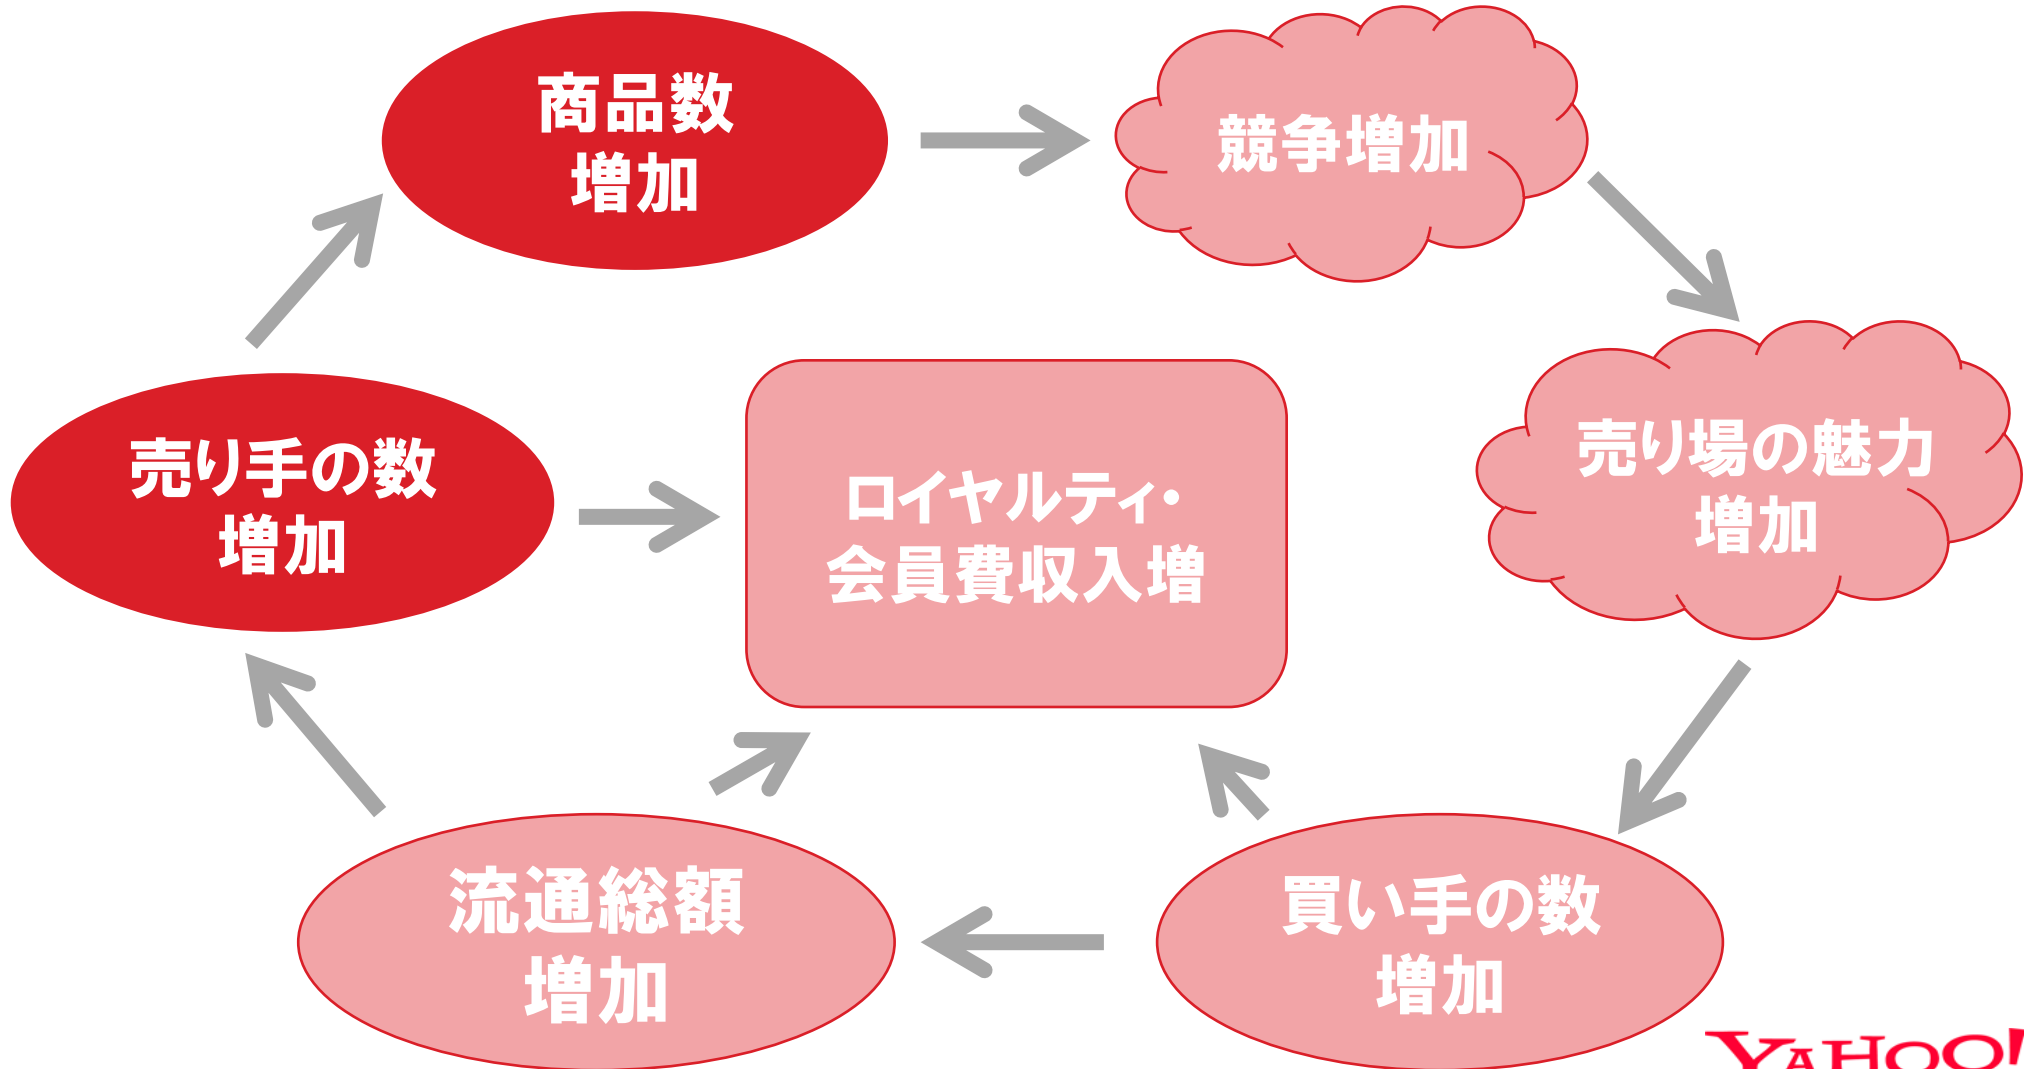 商品数
増加
競争増加
売り手の数
増加
ロイヤルティ・
会員費収入増
売り場の魅力
増加
流通総額
増加
買い手の数
増加
YAHOO!